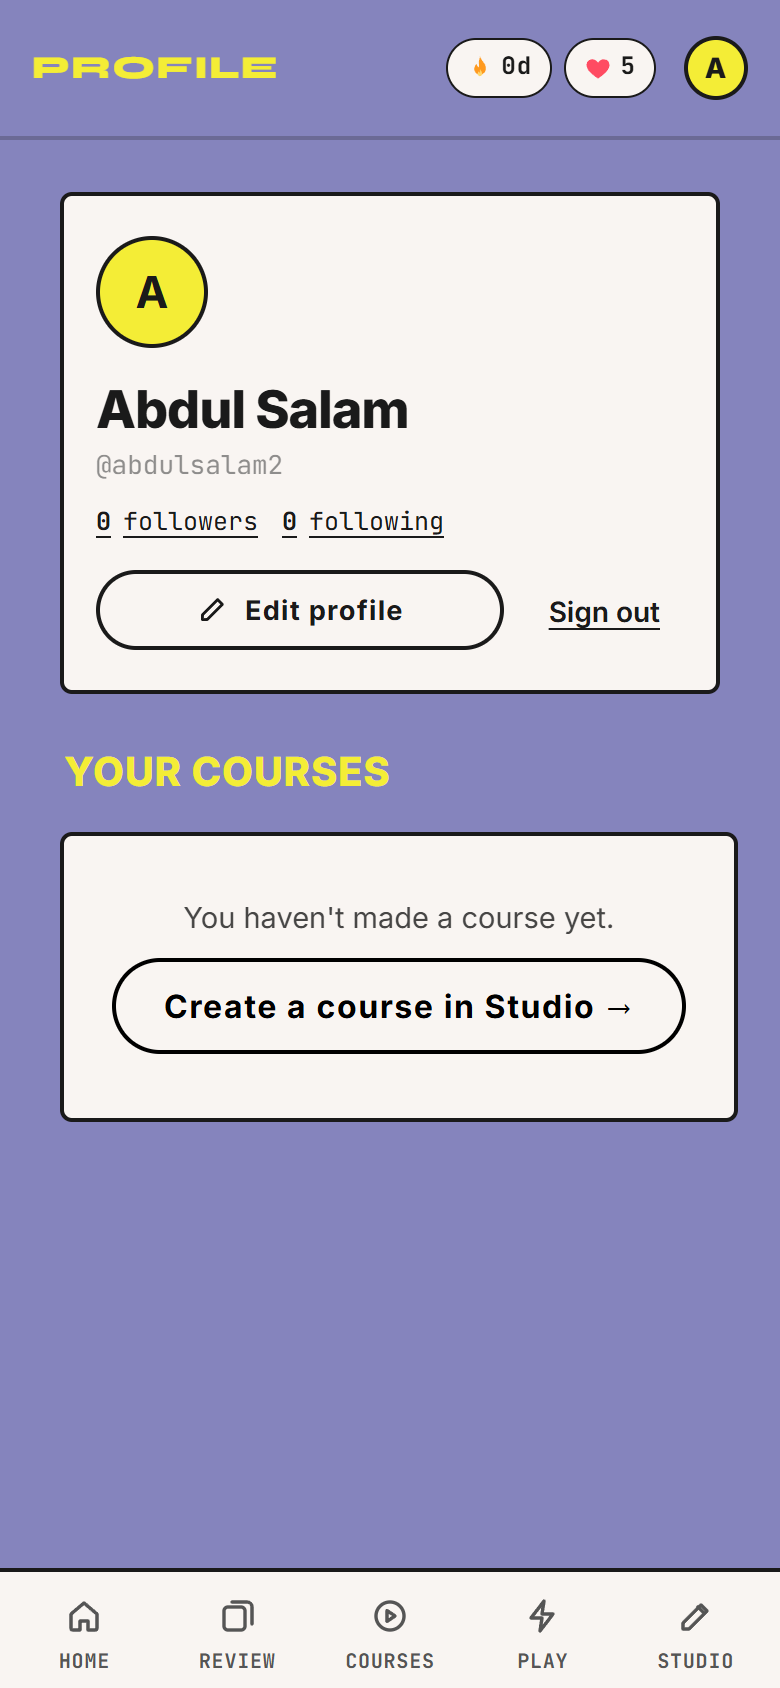 PROFILE
0d
5
A
A
Abdul Salam
@abdulsalam2
0 followers 0 following
Edit profile
Sign out
YOUR COURSES
You haven't made a course yet.
Create a course in Studio →
HOME
REVIEW
COURSES
PLAY
STUDIO